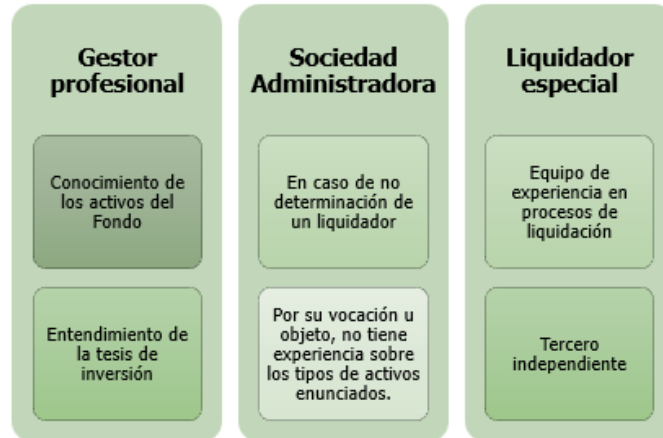 Gestor
profesional
Conocimiento de
los activos del
Fondo
Entendimiento de
la tesis de
inversión
Sociedad
Administradora
En caso de no
determinación de
un liquidador
Por su vocación u
objeto, no tiene
experiencia sobre
los tipos de activos
enunciados.
Liquidador
especial
Equipo de
experiencia en
procesos de
liquidación
Tercero
independiente